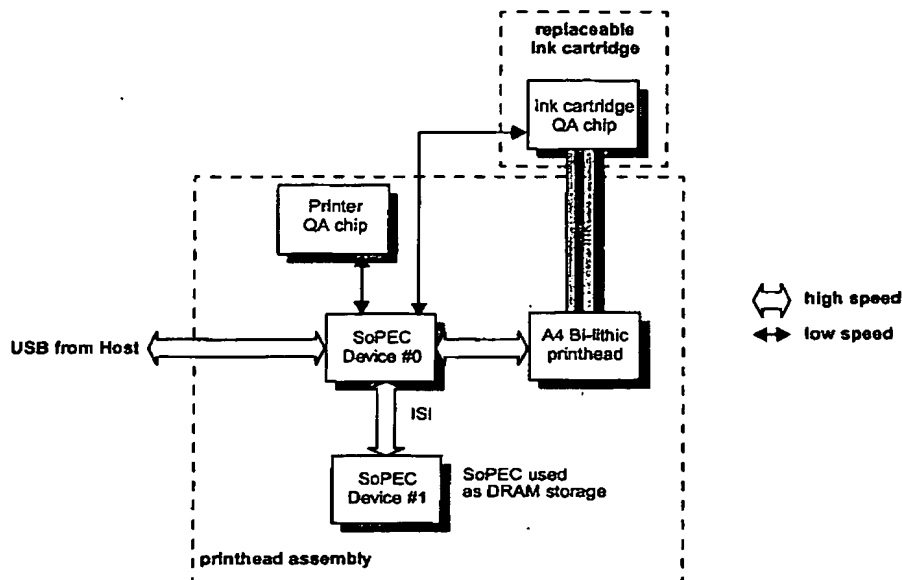 replaceable
ink cartridge
Ink cartridge
QA chip
Printer
QA chip
high speed
low speed
USB from Host
SoPEC
Device #0
A4 Bi-lithic
printhead
ISI
SoPEC
Device #1
SoPEC used
as DRAM storage
printhead assembly